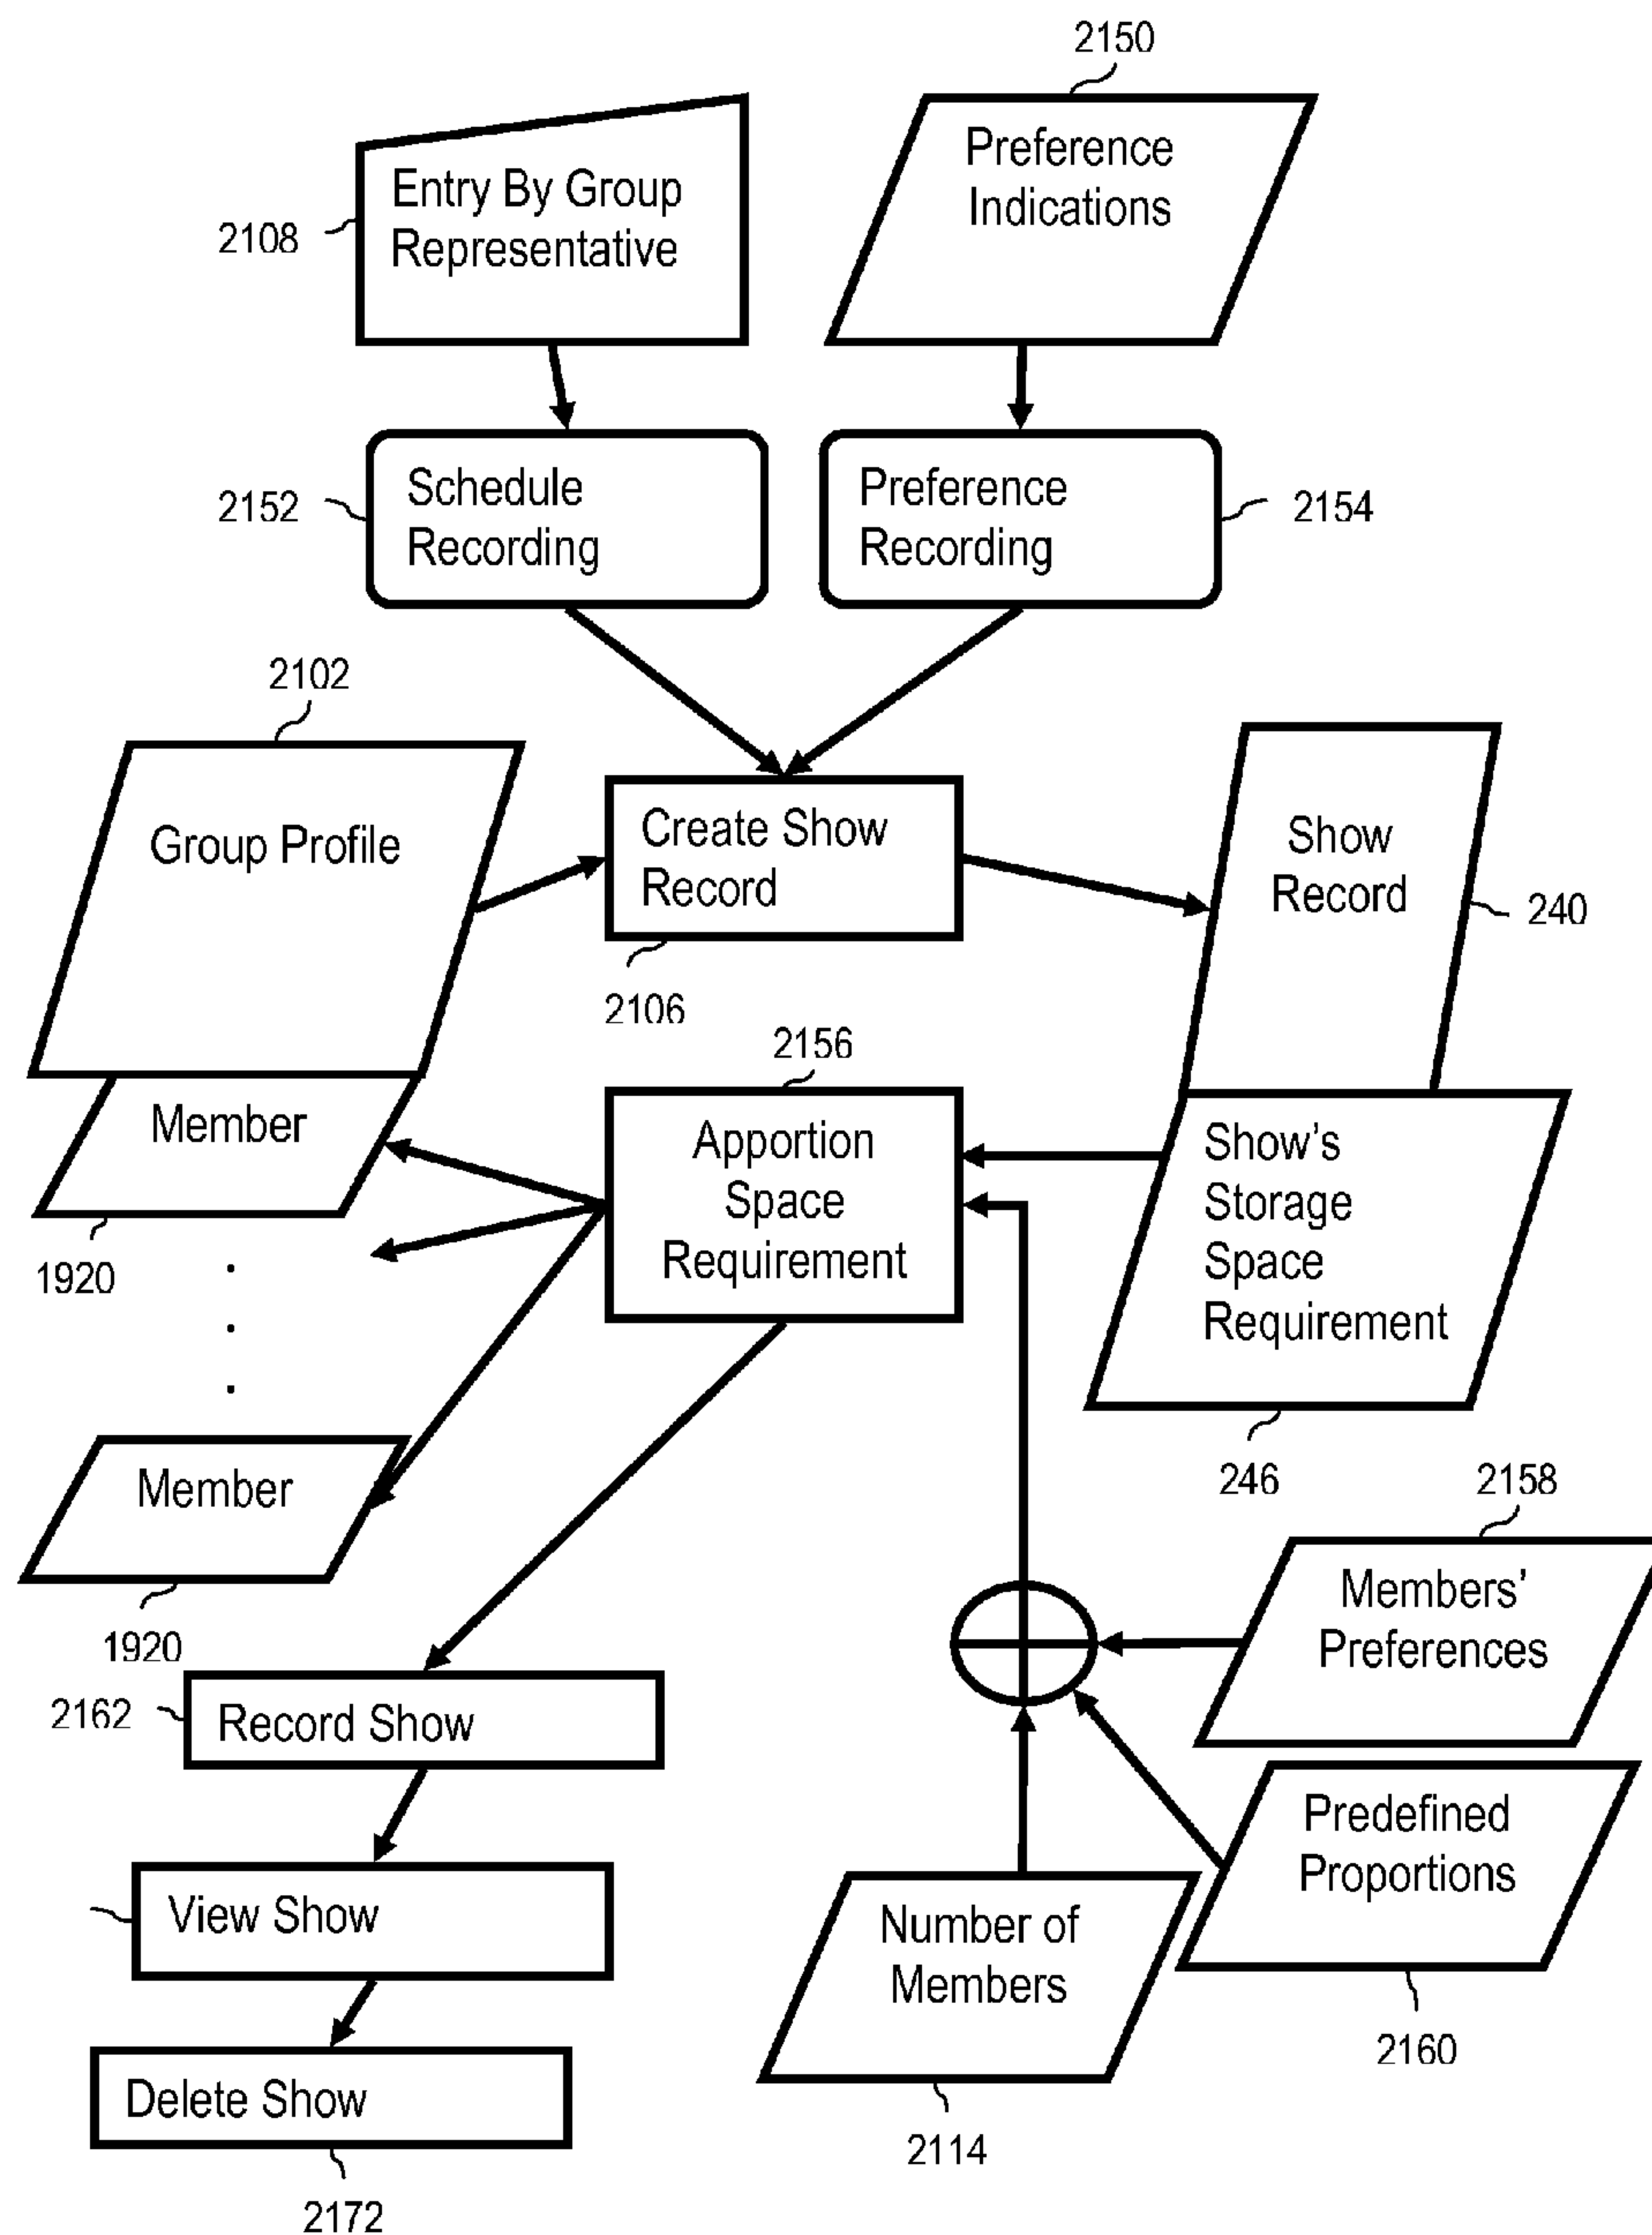 2150
Entry By Group
Representative
2108
Preference
Indications
Schedule
Recording
2152
Preference
Recording
2154
2102
Group Profile
Create Show
Record
2106
Show
Record
240
2156
Member
1920
Apportion
Space
Requirement
Show's
Storage
Space
Requirement
246
.
.
.
Member
1920
2158
Members'
Preferences
2162
Record Show
Predefined
Proportions
2160
View Show
Number of
Members
2114
Delete Show
2172